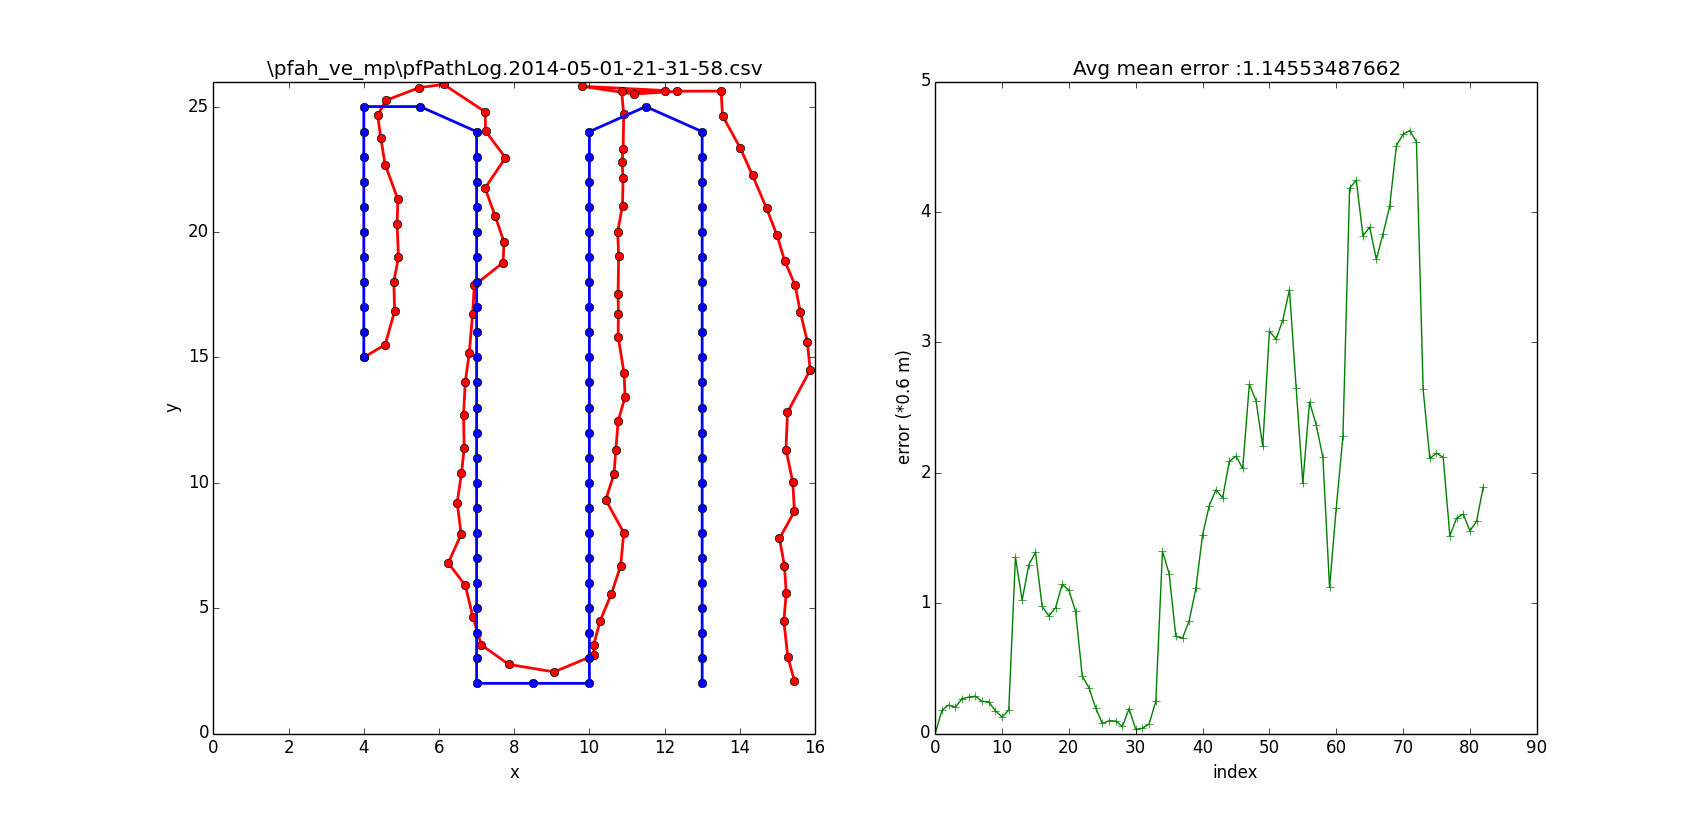 \pfah_ve_mp\pfPathLog.2014-05-01-21-31-58.csv
25
20
15
10
5
0
y
0 2 4 6 8 10 12 14 16
x
Avg mean error :1.14553487662
5
4
3
2
1
0
error (*0.6 m)
0 10 20 30 40 50 60 70 80 90
index